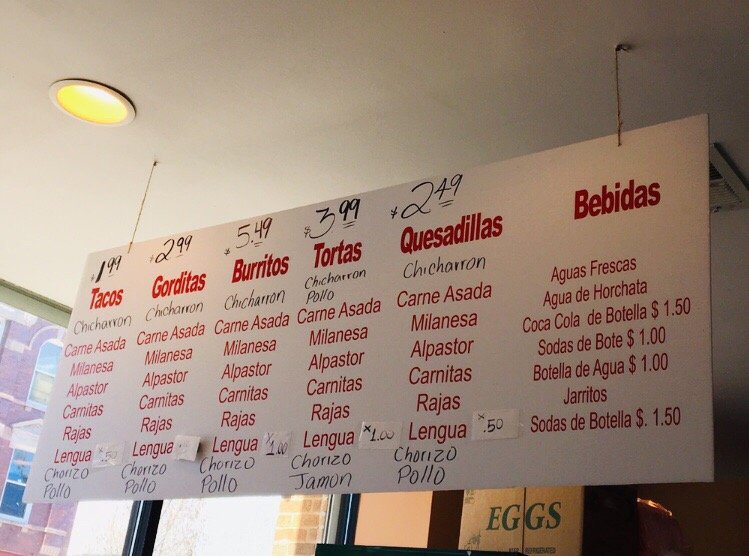 $1.99
Tacos
Chicharron
Carne Asada
Milanesa
Alpastor
Carnitas
Rajas
Lengua .50
Chorizo
Pollo
$2.99
Gorditas
Chicharron
Carne Asada
Milanesa
Alpastor
Carnitas
Rajas
Lengua
Chorizo
Pollo
$5.49
Burritos
Chicharron
Carne Asada
Milanesa
Alpastor
Carnitas
Rajas
Lengua x 1.00
Chorizo
Pollo
$3.99
Tortas
Chicharron
Pollo
Carne Asada
Milanesa
Alpastor
Carnitas
Rajas
Lengua x 1.00
Chorizo
Jamon
$2.49
Quesadillas
Chicharron
Carne Asada
Milanesa
Alpastor
Carnitas
Rajas
Lengua x .50
Chorizo
Pollo
Bebidas
Aguas Frescas
Agua de Horchata
Coca Cola de Botella $ 1.50
Sodas de Bote $ 1.00
Botella de Agua $ 1.00
Jarritos
Sodas de Botella $. 1.50
EGGS